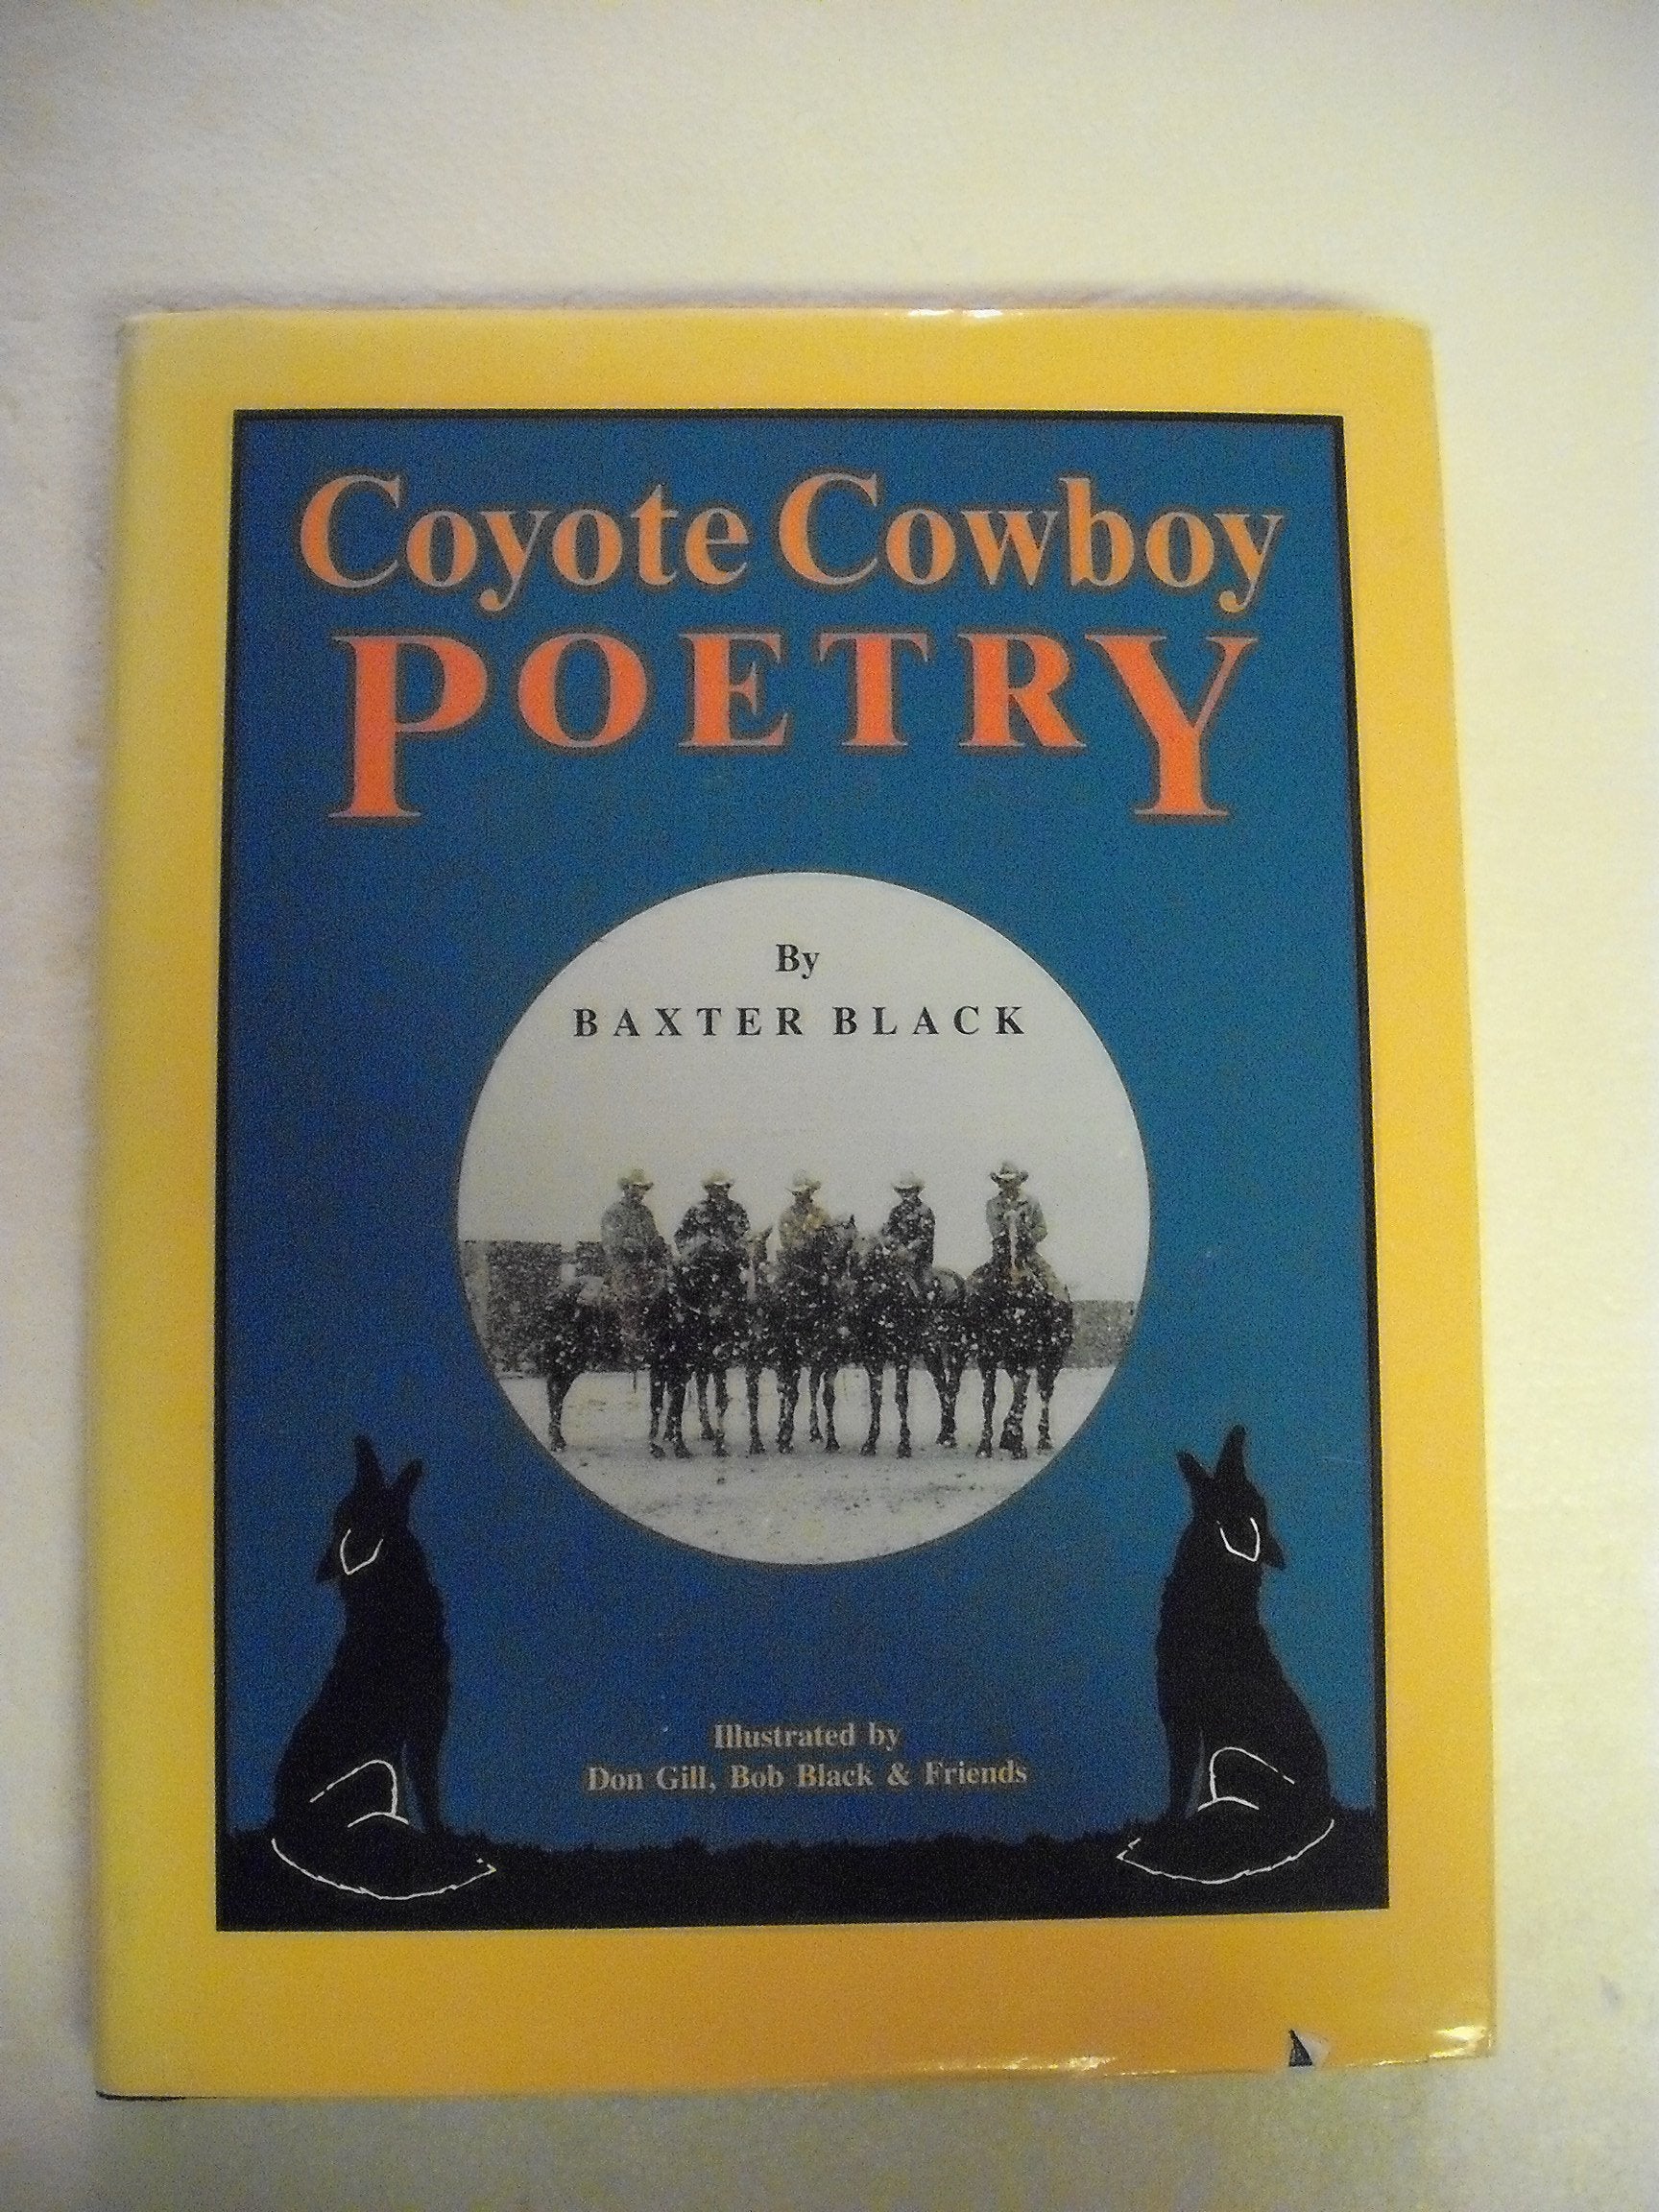 Coyote Cowboy
POETRY
By
BAXTER BLACK
Illustrated by
Don Gill, Bob Black & Friends